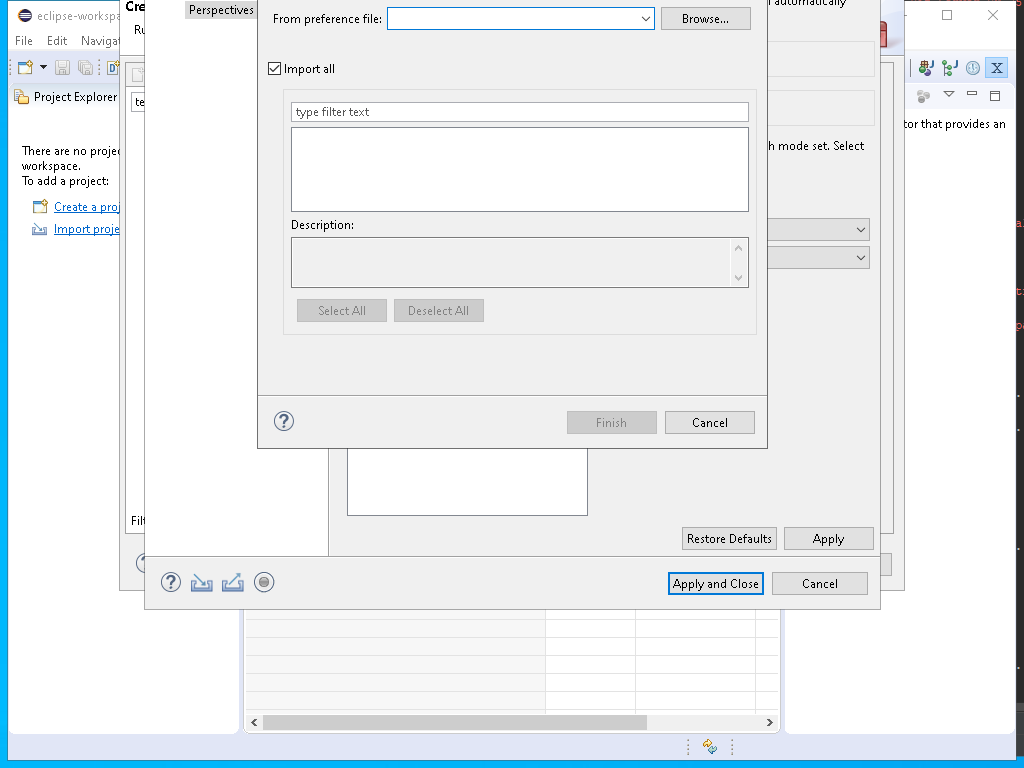 eclipse-workspa
File Edit Navigat
Project Explorer
There are no projec
workspace.
To add a project:
Create a proj
Import proje
Cre
Ru
te
Filt
Perspectives
From preference file:
Browse...
Import all
type filter text
Description:
Select All
Deselect All
Finish
Cancel
automatically
h mode set. Select
tor that provides an
Restore Defaults
Apply
Apply and Close
Cancel